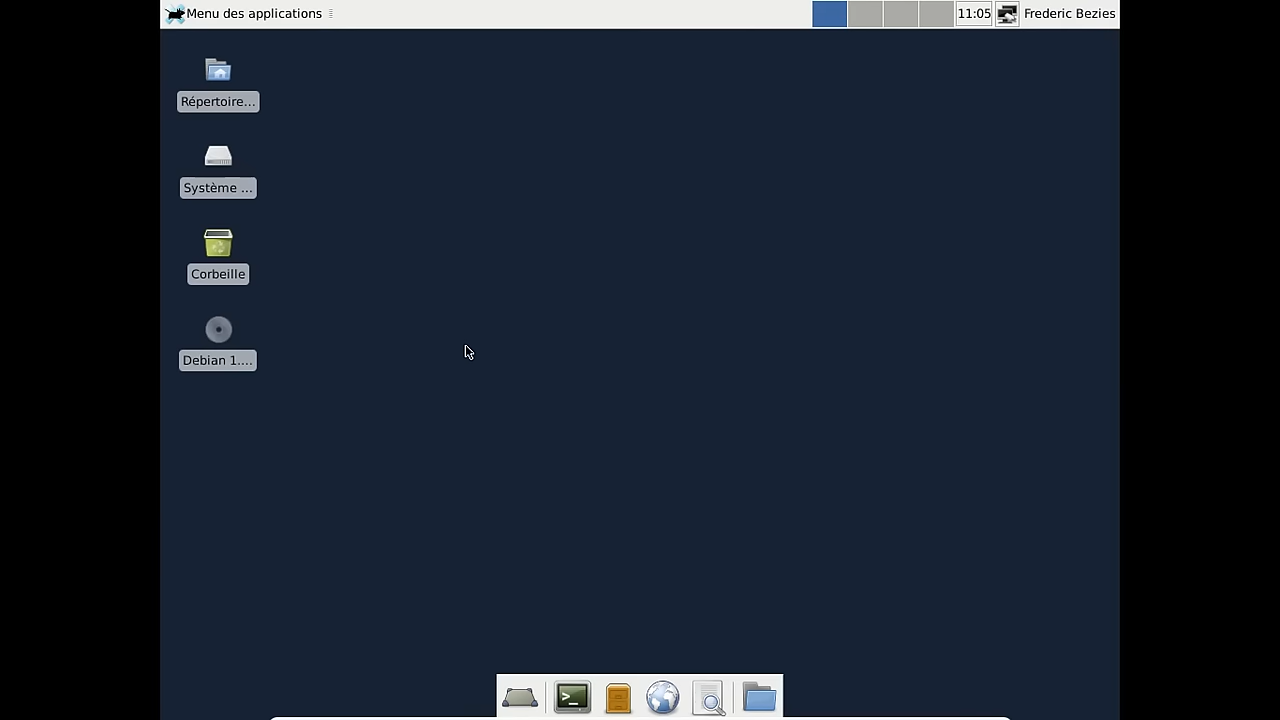 Menu des applications
11:05
Frederic Bezies
Répertoire...
Système ...
Corbeille
Debian 1....
>_